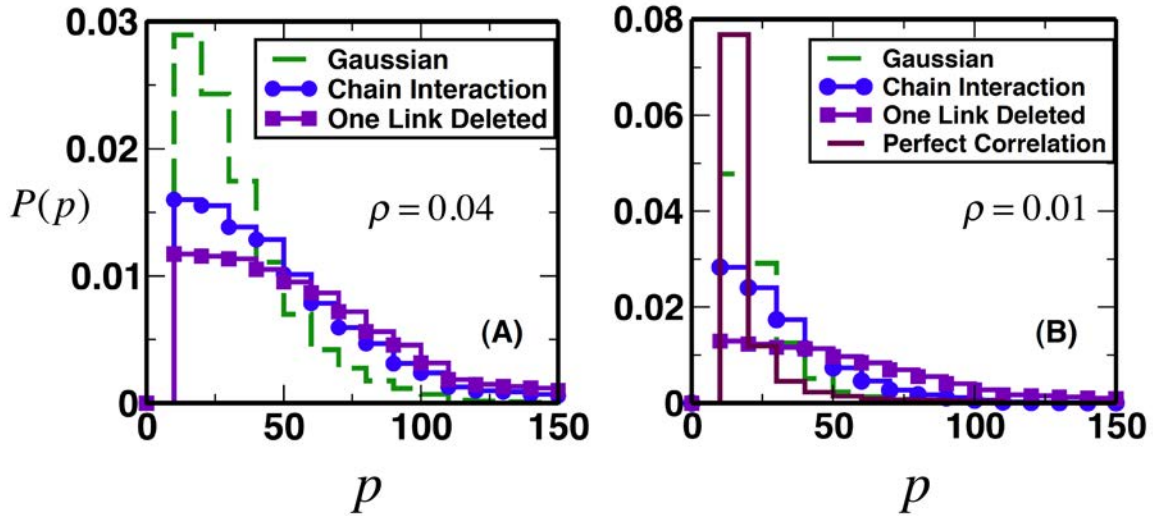 0.03
Gaussian
Chain Interaction
One Link Deleted
0.02
P(p)
ρ = 0.04
0.01
(A)
0
0 50 100 150
p
0.08
Gaussian
Chain Interaction
One Link Deleted
Perfect Correlation
0.06
0.04
ρ = 0.01
0.02
(B)
0
0 50 100 150
p